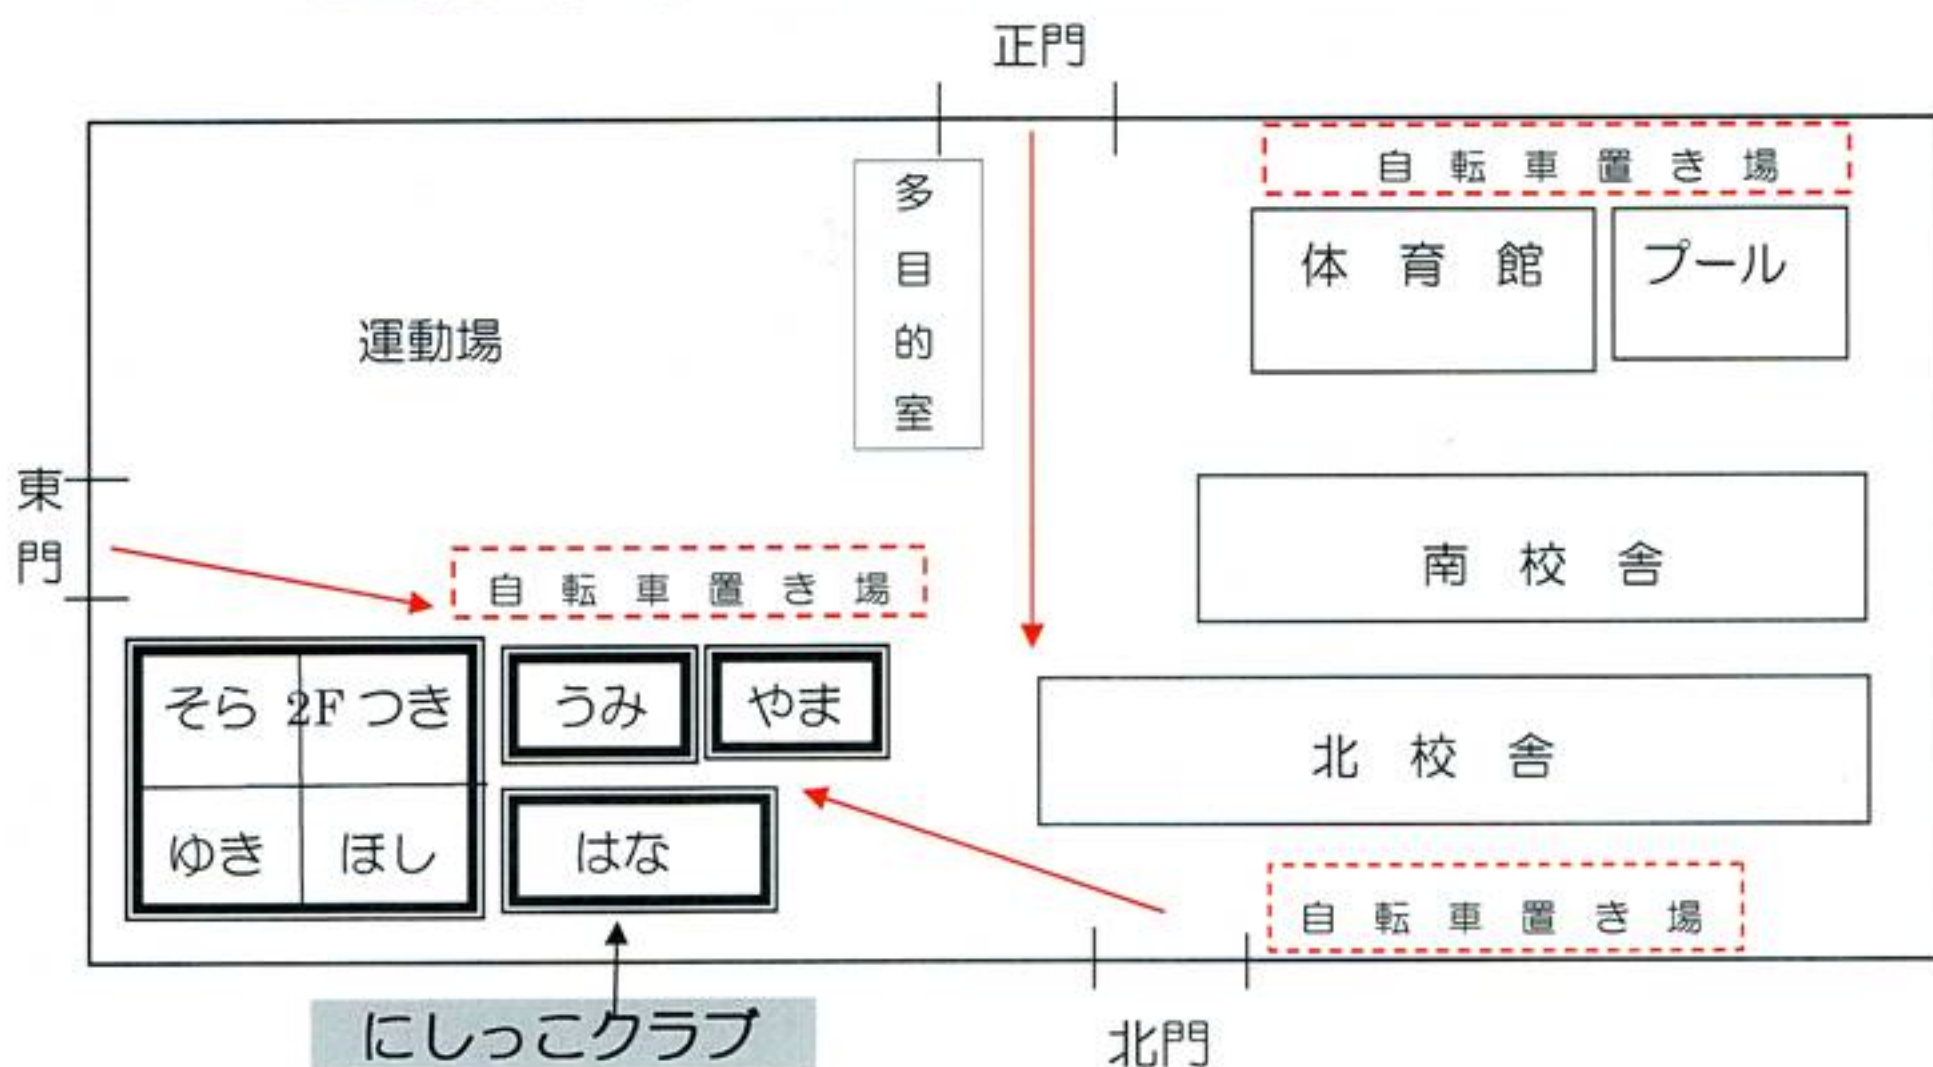 正門
自転車置き場
多目的室
体育館
プール
運動場
東門
南校舎
自転車置き場
そら 2F つき
うみ
やま
北校舎
ゆき
ほし
はな
自転車置き場
にしっこクラブ
北門